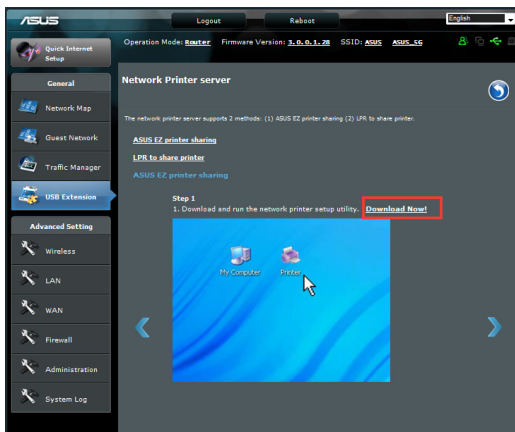 ASUS
Logout
Reboot
English
Quick Internet
Setup
Operation Mode: Router Firmware Version: 3.0.0.1.28 SSID: ASUS ASUS_5G
General
Network Map
Guest Network
Traffic Manager
USB Extension
Advanced Setting
Wireless
LAN
WAN
Firewall
Administration
System Log
Network Printer server
The network printer server supports 2 methods: (1) ASUS EZ printer sharing (2) LPR to share printer.
ASUS EZ printer sharing
LPR to share printer
ASUS EZ printer sharing
Step 1
1. Download and run the network printer setup utility. Download Now!
My Computer
Printer